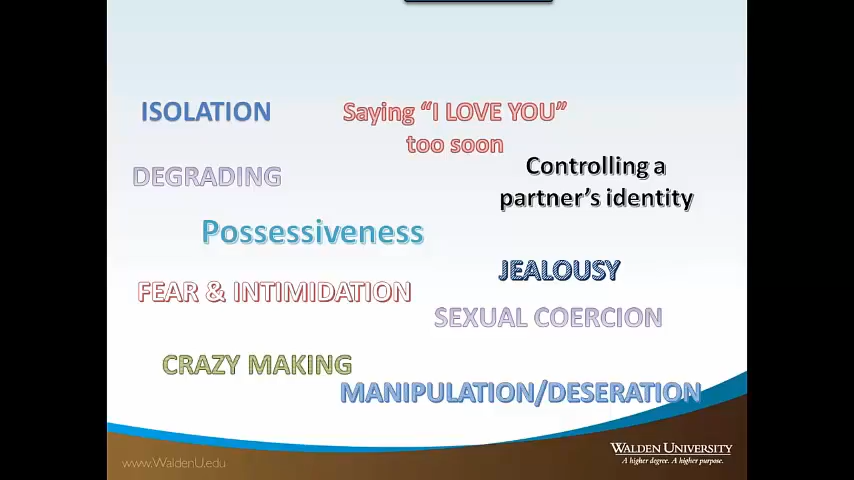 ISOLATION
Saying “I LOVE YOU”
too soon
DEGRADING
Controlling a
partner’s identity
Possessiveness
JEALOUSY
FEAR & INTIMIDATION
SEXUAL COERCION
CRAZY MAKING
MANIPULATION/DESERATION
WALDEN UNIVERSITY
A higher degree. A higher purpose.
www.WaldenU.edu